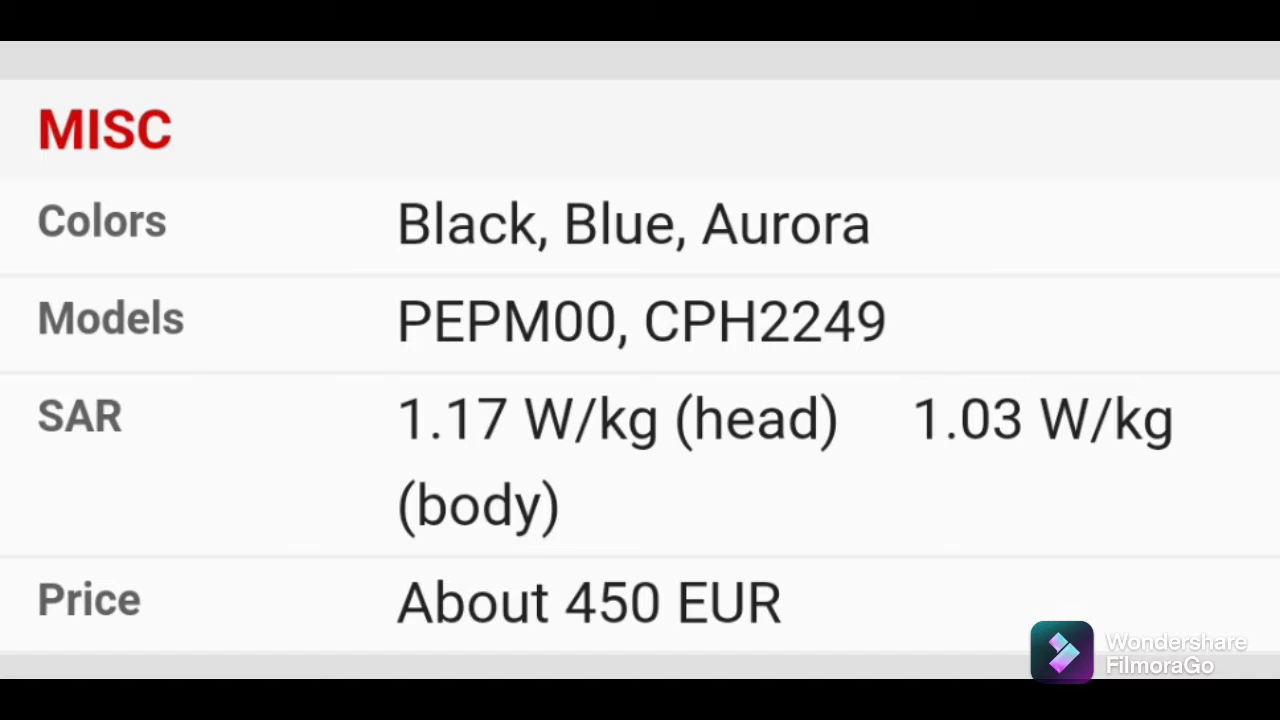 MISC
Colors Black, Blue, Aurora
Models PEPM00, CPH2249
SAR 1.17 W/kg (head) 1.03 W/kg
(body)
Price About 450 EUR
Wondershare
FilmoraGo